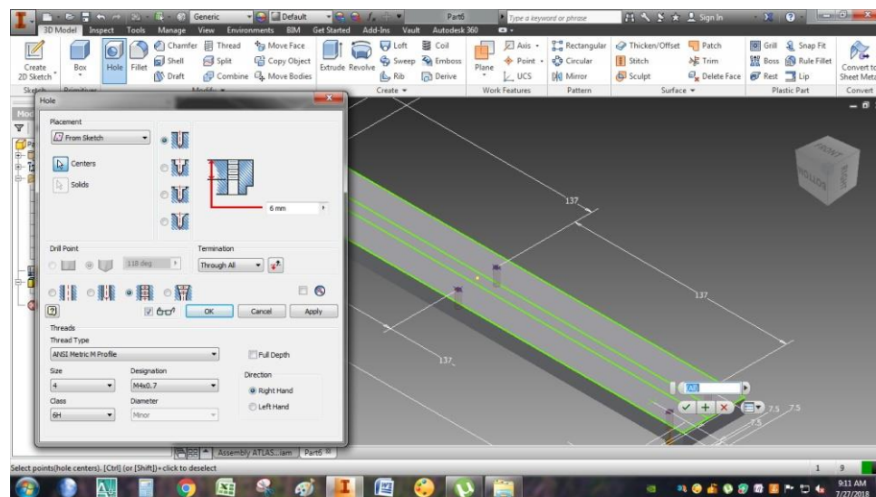 Generic
Default
Part6
Type a keyword or phrase
Sign In
3D Model Inspect Tools Manage View Environments BIM Get Started Add-Ins Vault Autodesk 360
Create
2D Sketch
Box
Hole
Fillet
Chamfer
Shell
Draft
Thread
Split
Combine
Move Face
Copy Object
Move Bodies
Extrude
Revolve
Loft
Sweep
Rib
Coil
Emboss
Derive
Plane
Axis
Point
UCS
Rectangular
Circular
Mirror
Thicken/Offset
Stitch
Sculpt
Patch
Trim
Delete Face
Grill
Boss
Rest
Snap Fit
Rule Fillet
Lip
Convert to
Sheet Meta
Create
Work Features
Pattern
Surface
Plastic Part
Convert
Hole
Placement
From Sketch
Centers
Solids
6 mm
Drill Point
118 deg
Termination
Through All
OK
Cancel
Apply
Threads
Thread Type
ANSI Metric M Profile
Full Depth
Size
Designation
4
M4x0.7
Direction
Right Hand
Left Hand
Class
Diameter
6H
Minor
FRONT
RIGHT
BOTTOM
137
137
137
7.5
7.5
7.5
Assembly ATLAS...iam
Part6
Select points(hole centers). [Ctrl] (or [Shift])+click to deselect
1
9
9:11 AM
7/27/2018